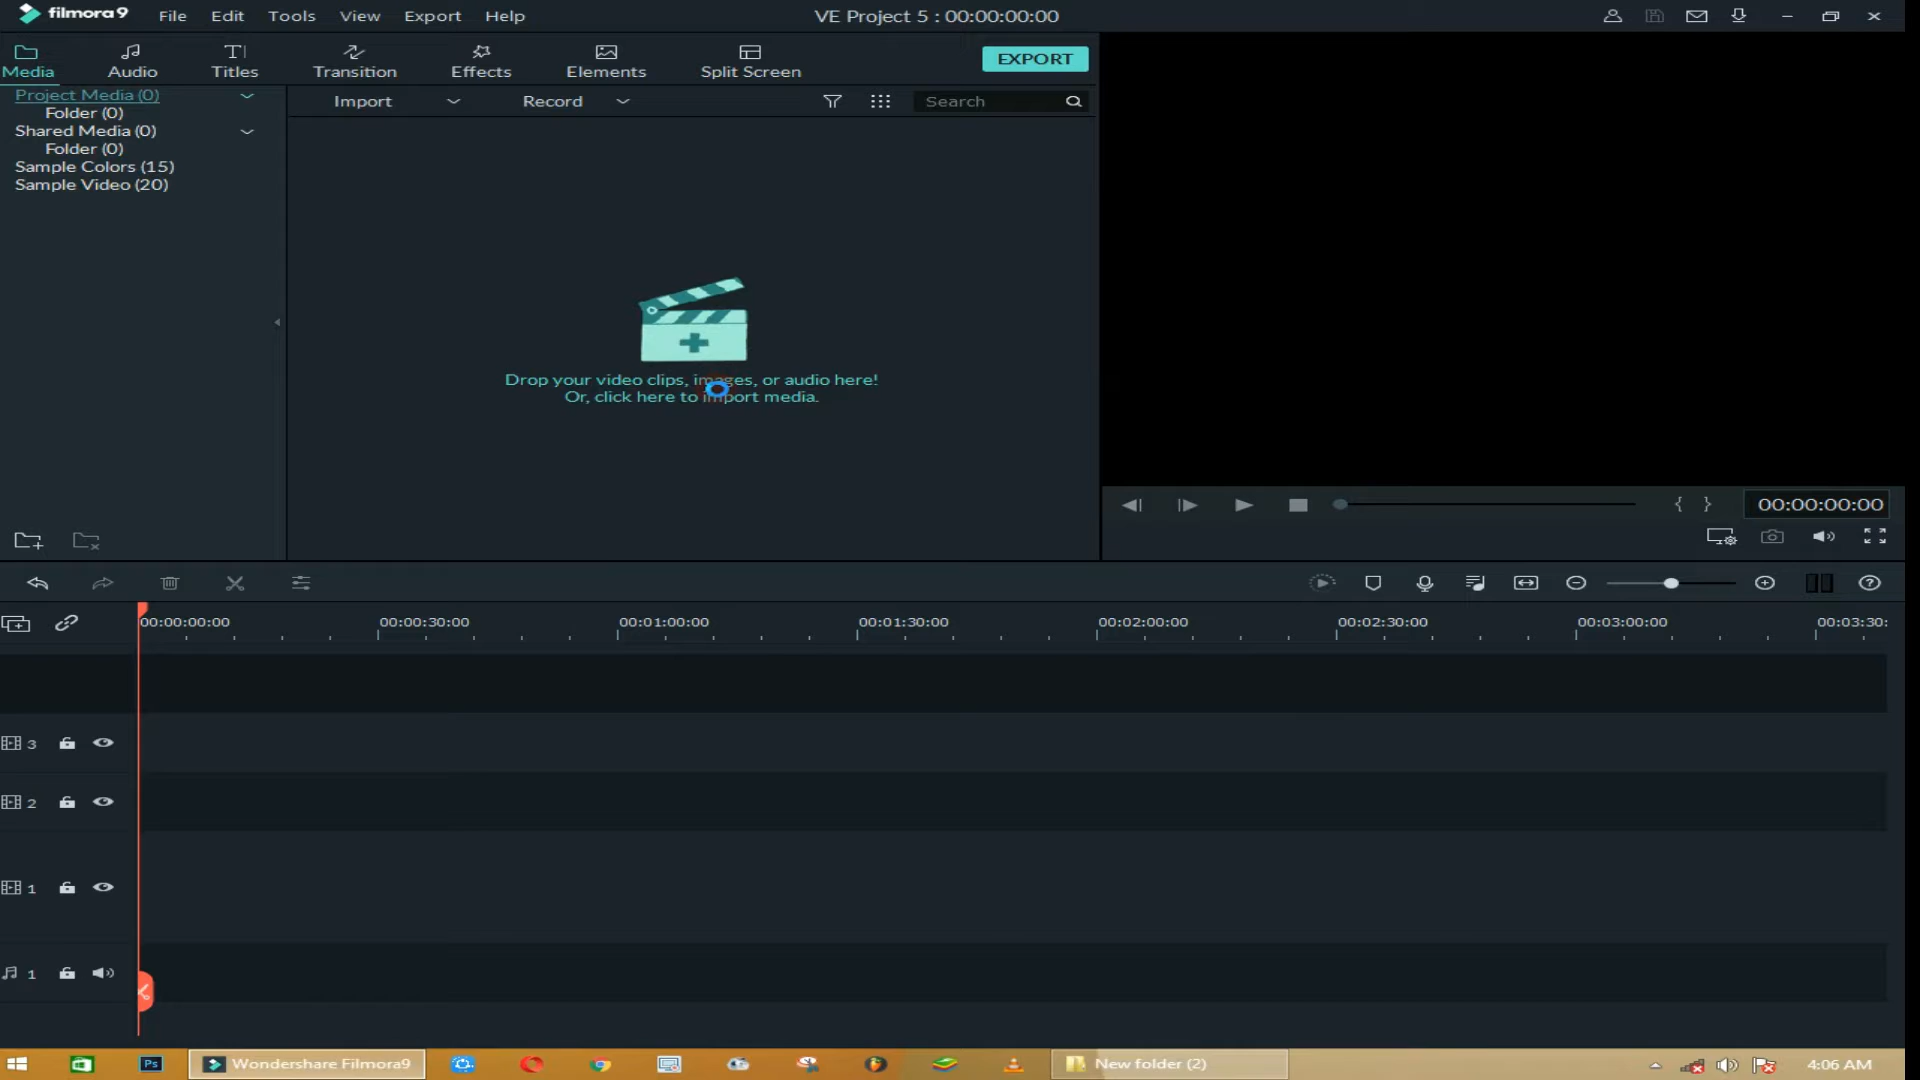 filmora9 File Edit Tools View Export Help VE Project 5 : 00:00:00:00
Media Audio Titles Transition Effects Elements Split Screen EXPORT
Project Media (0)
Folder (0)
Shared Media (0)
Folder (0)
Sample Colors (15)
Sample Video (20)
Import Record Search
Drop your video clips, images, or audio here!
Or, click here to import media.
00:00:00:00
00:00:00:00 00:00:30:00 00:01:00:00 00:01:30:00 00:02:00:00 00:02:30:00 00:03:00:00 00:03:30:
3
2
1
1
Ps Wondershare Filmora9 New folder (2) 4:06 AM